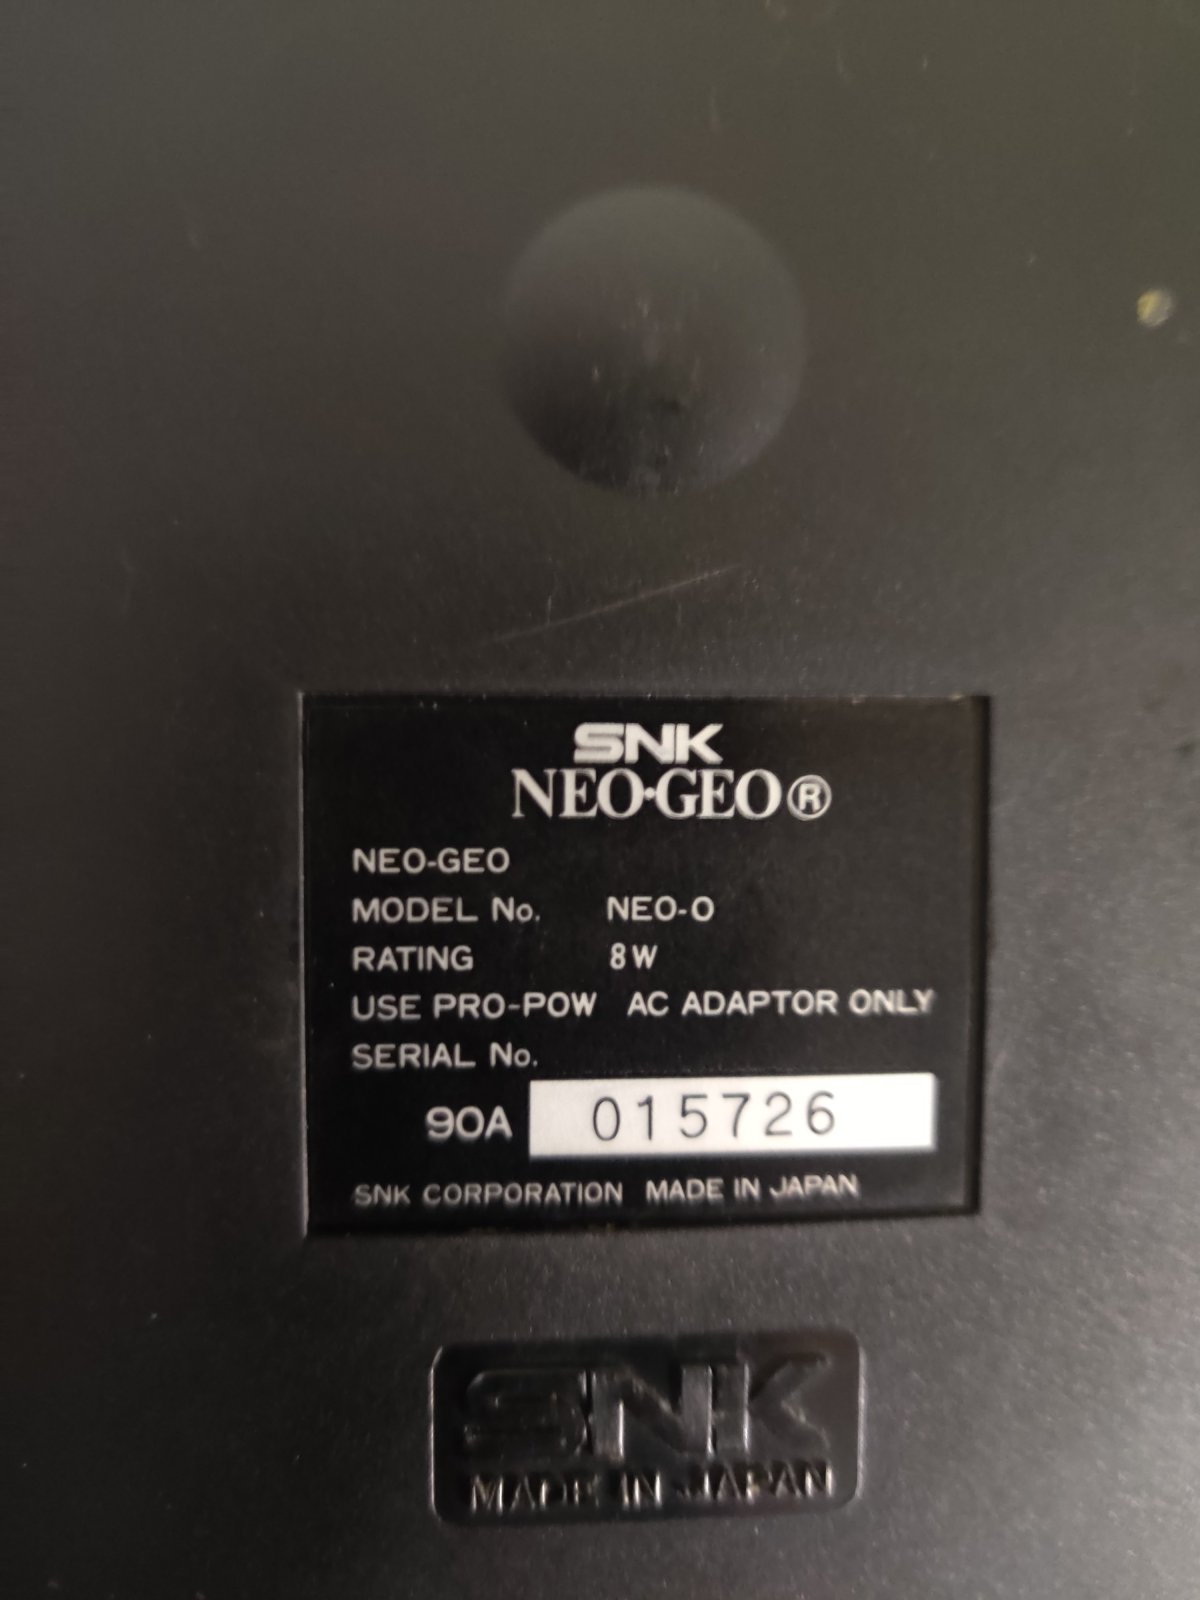 SNK
NEO·GEO®
NEO-GEO
MODEL No. NEO-O
RATING 8W
USE PRO-POW AC ADAPTOR ONLY
SERIAL No.
90A 015726
SNK CORPORATION MADE IN JAPAN
SNK
MADE IN JAPAN